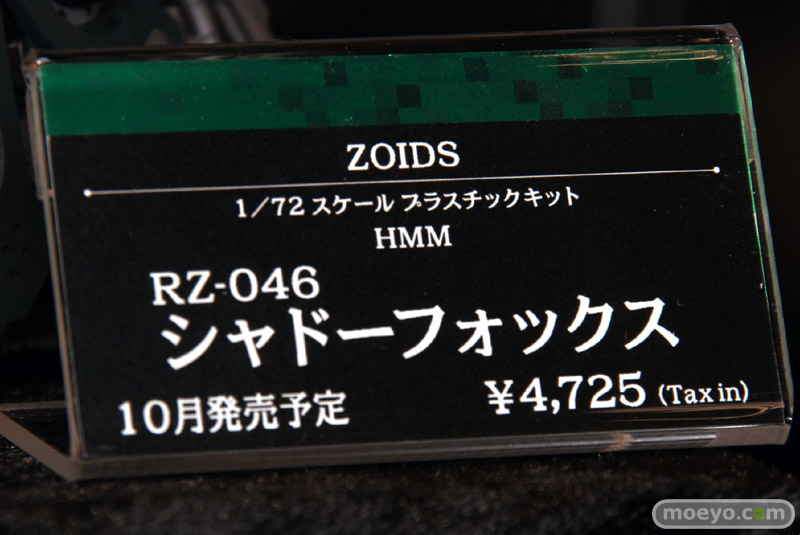 ZOIDS
1/72スケール プラスチックキット
HMM
RZ-046
シャドーフォックス
10月発売予定
¥4,725 (Tax in)
moeyo.com